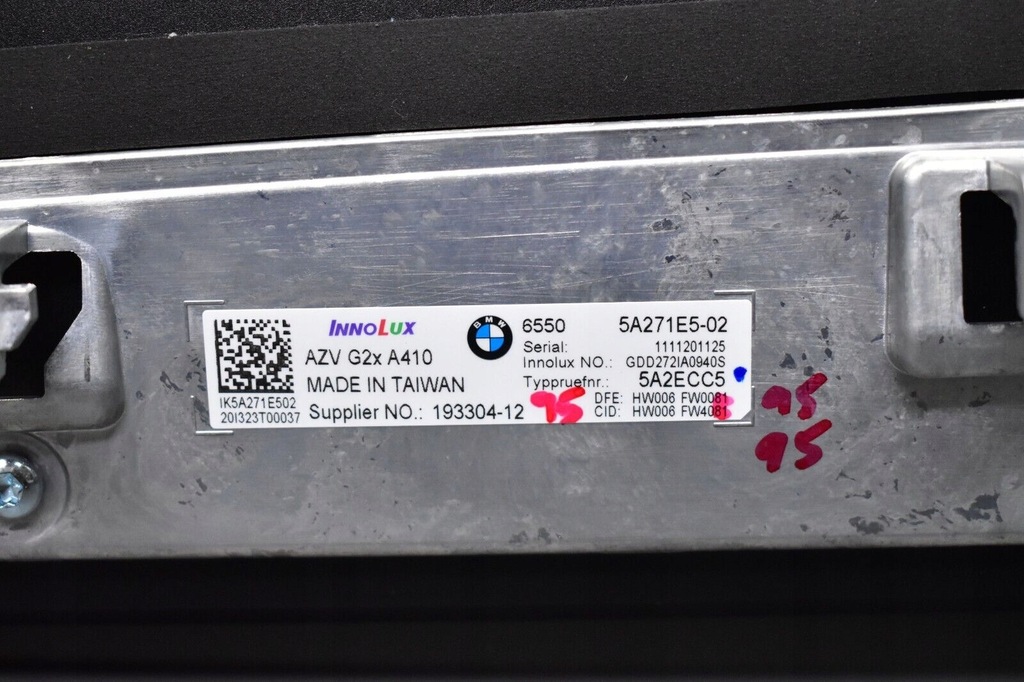 INNOLUX
AZV G2x A410
MADE IN TAIWAN
IK5A271E502
20I323T00037
Supplier NO.: 193304-12
BMW
6550 5A271E5-02
Serial: 1111201125
Innolux NO.: GDD272IA0940S
Typpruefnr.: 5A2ECC5
DFE: HW006 FW0081
CID: HW006 FW4081
95
95
95